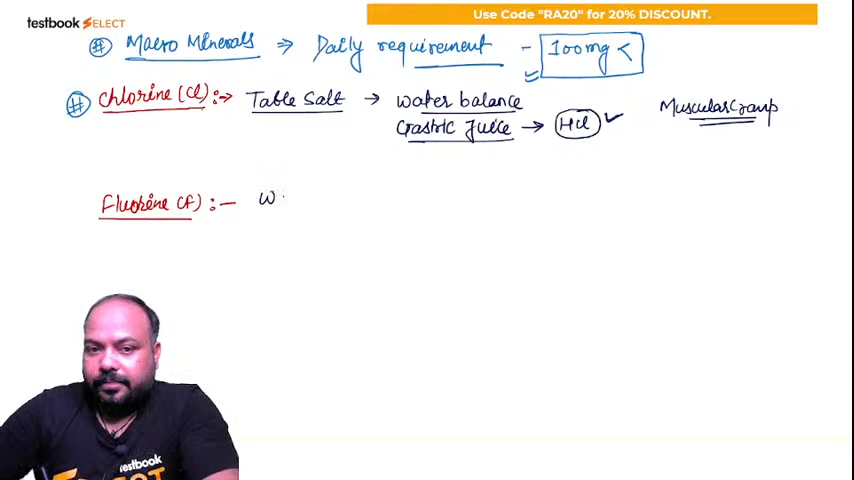 testbook SELECT
Use Code "RA20" for 20% DISCOUNT.
# Macro Minerals ⇒ Daily requirement - 100mg <
# Chlorine (Cl) :→ Table Salt → water balance
Gastric Juice → HCl ✓
Muscular Cramp
Fluorine (F) :- w
testbook